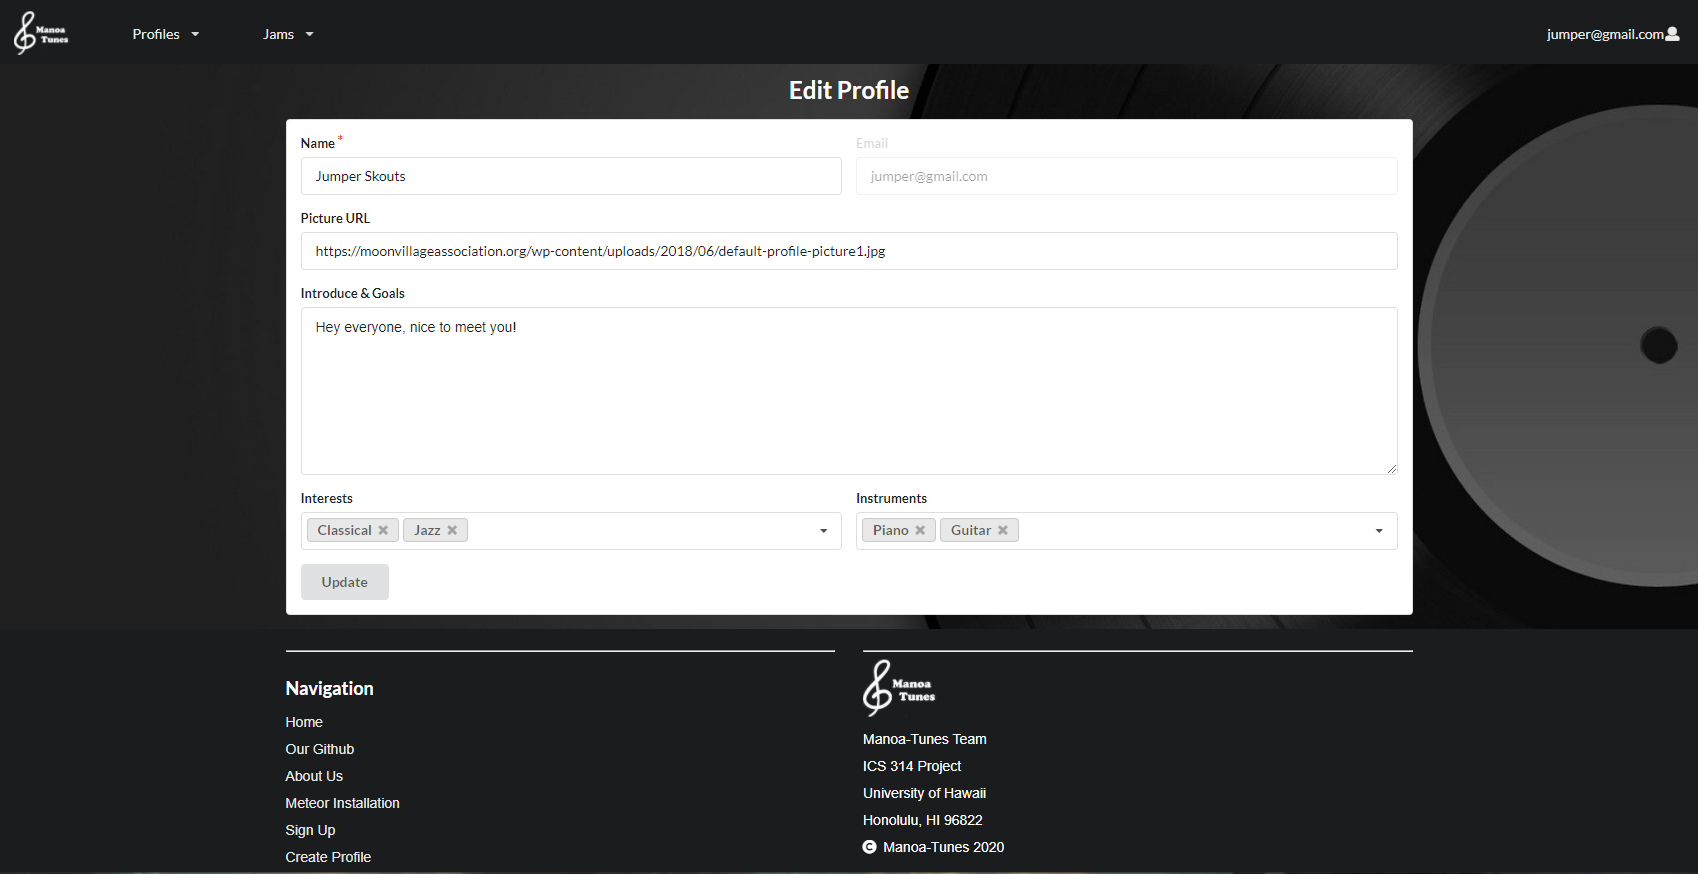 Manoa Tunes
Profiles
Jams
jumper@gmail.com
Edit Profile
Name *
Email
Jumper Skouts
jumper@gmail.com
Picture URL
https://moonvillageassociation.org/wp-content/uploads/2018/06/default-profile-picture1.jpg
Introduce & Goals
Hey everyone, nice to meet you!
Interests
Instruments
Classical
Jazz
Piano
Guitar
Update
Navigation
Home
Our Github
About Us
Meteor Installation
Sign Up
Create Profile
Manoa
Tunes
Manoa-Tunes Team
ICS 314 Project
University of Hawaii
Honolulu, HI 96822
© Manoa-Tunes 2020